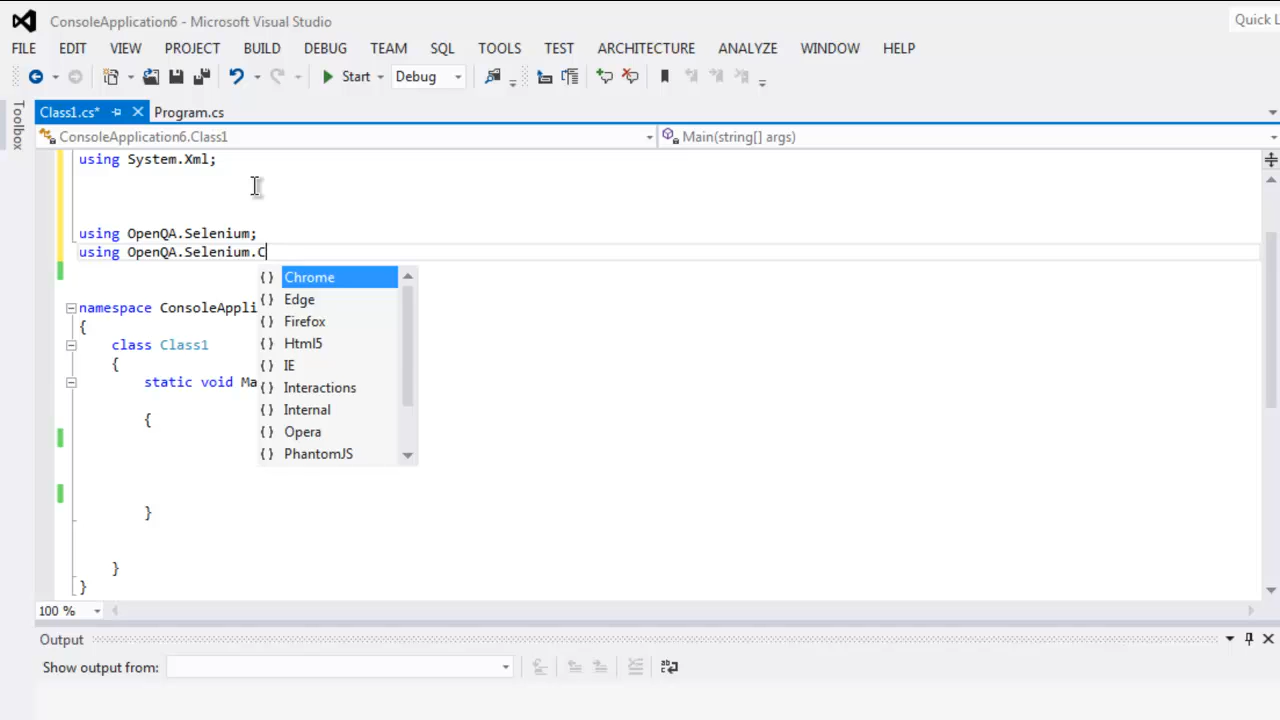 ConsoleApplication6 - Microsoft Visual Studio
Quick L
FILE EDIT VIEW PROJECT BUILD DEBUG TEAM SQL TOOLS TEST ARCHITECTURE ANALYZE WINDOW HELP
Start Debug
Toolbox
Class1.cs* Program.cs
ConsoleApplication6.Class1 Main(string[] args)
using System.Xml;
using OpenQA.Selenium;
using OpenQA.Selenium.C
{} Chrome
{} Edge
namespace ConsoleAppli
{} Firefox
{
class Class1
{} Html5
{
{} IE
static void Ma
{} Interactions
{} Internal
{
{} Opera
{} PhantomJS
}
}
}
100 %
Output
Show output from: